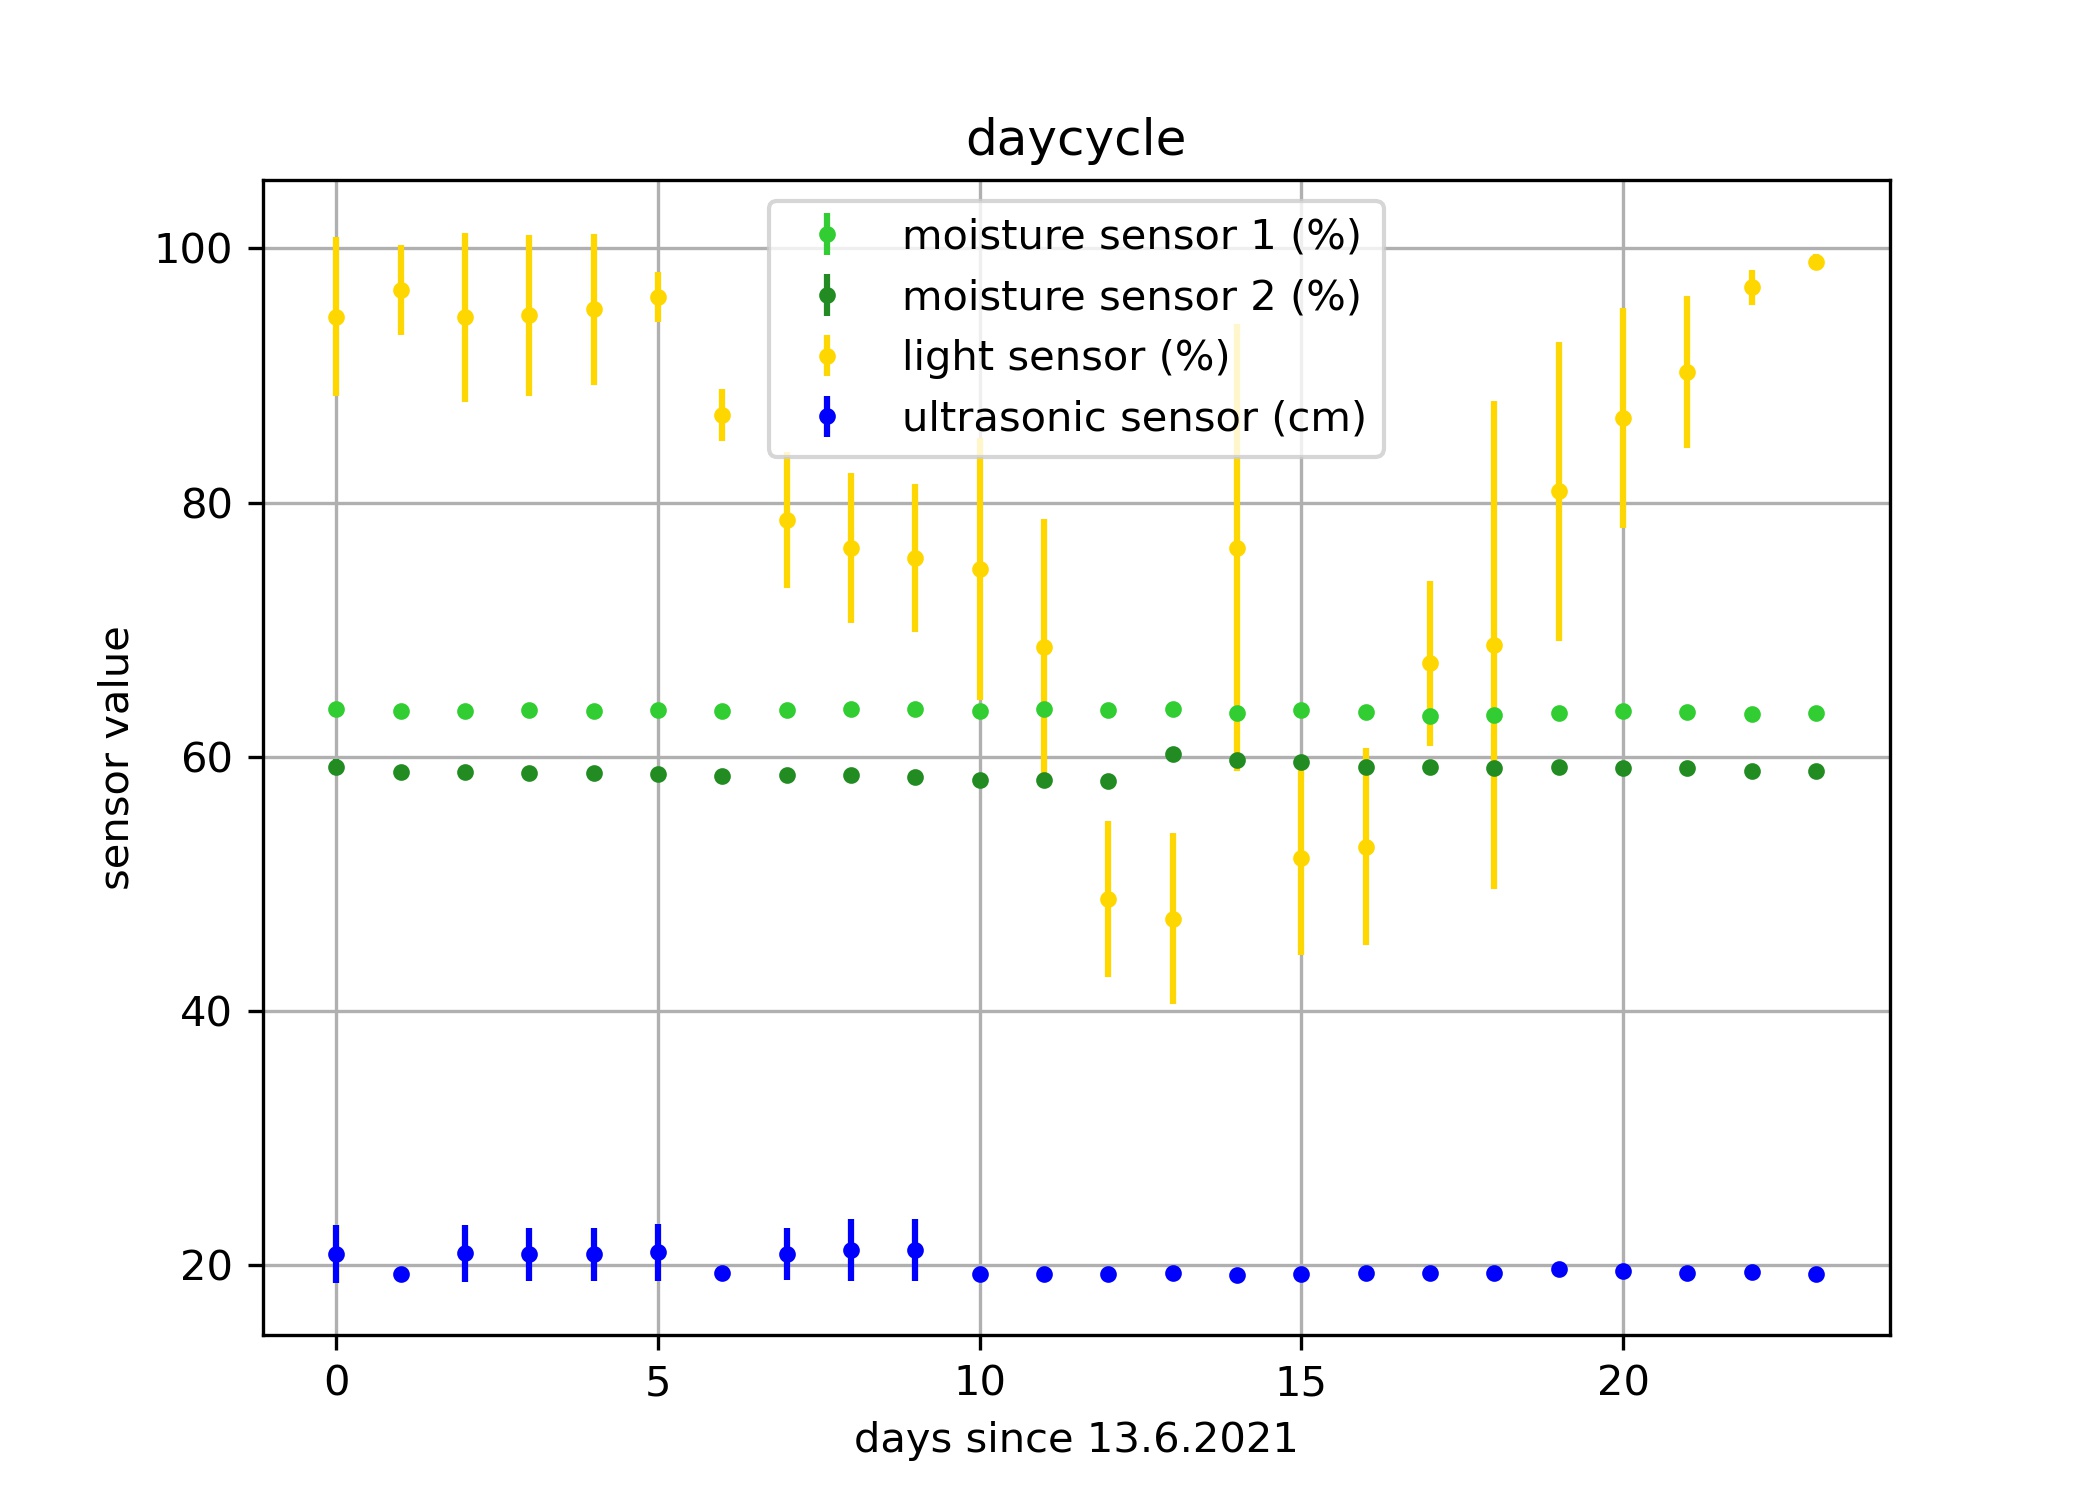 daycycle
moisture sensor 1 (%)
moisture sensor 2 (%)
light sensor (%)
ultrasonic sensor (cm)
sensor value
100
80
60
40
20
0 5 10 15 20
days since 13.6.2021